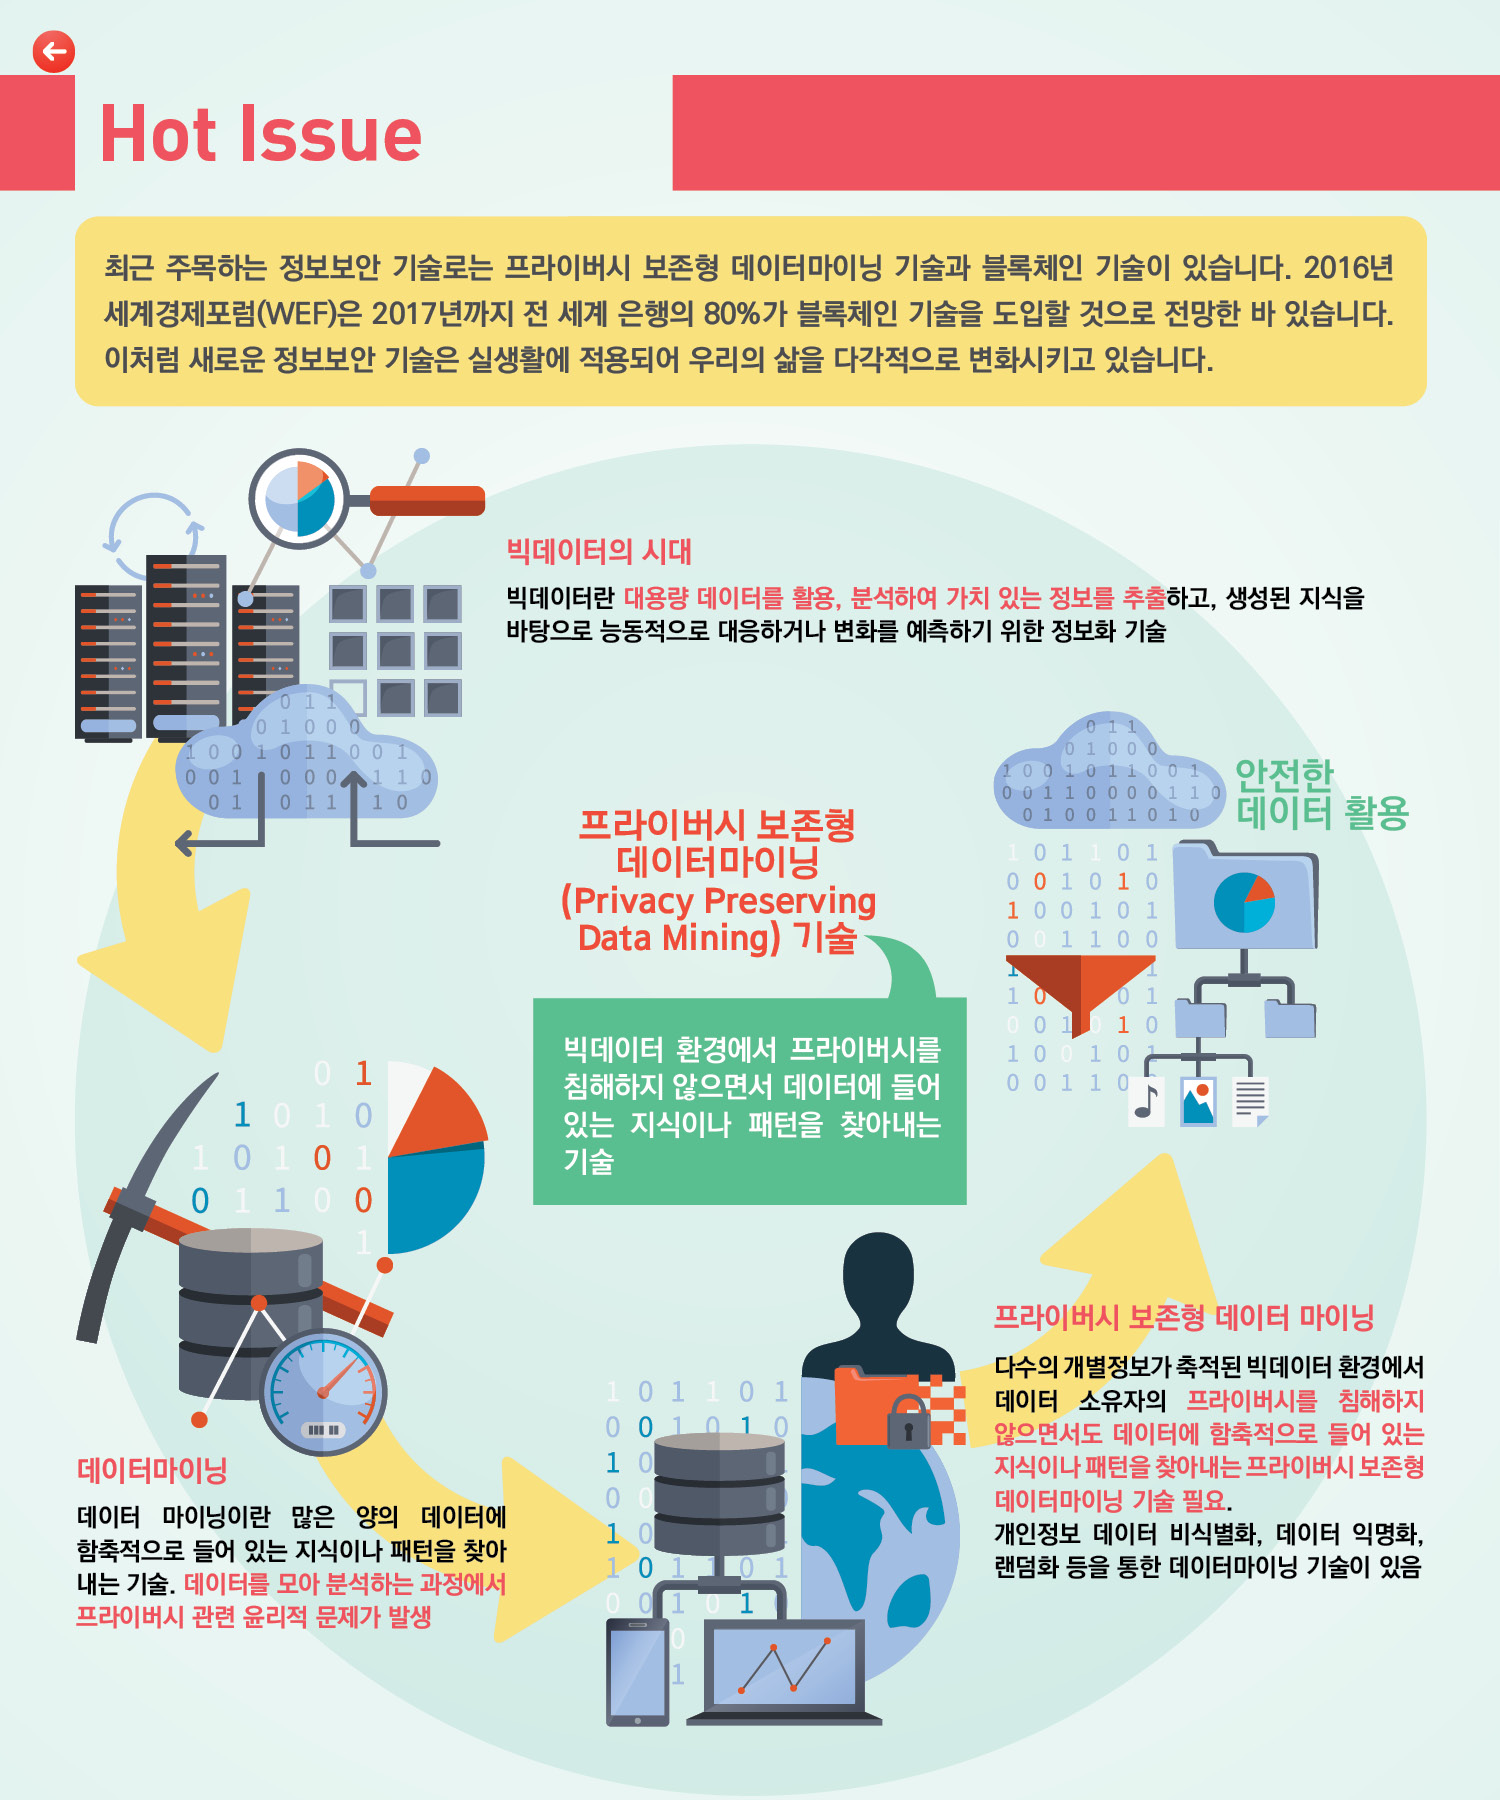 Hot Issue
최근 주목하는 정보보안 기술로는 프라이버시 보존형 데이터마이닝 기술과 블록체인 기술이 있습니다. 2016년
세계경제포럼(WEF)은 2017년까지 전 세계 은행의 80%가 블록체인 기술을 도입할 것으로 전망한 바 있습니다.
이처럼 새로운 정보보안 기술은 실생활에 적용되어 우리의 삶을 다각적으로 변화시키고 있습니다.
빅데이터의 시대
빅데이터란 대용량 데이터를 활용, 분석하여 가치 있는 정보를 추출하고, 생성된 지식을
바탕으로 능동적으로 대응하거나 변화를 예측하기 위한 정보화 기술
안전한
데이터 활용
프라이버시 보존형
데이터마이닝
(Privacy Preserving
Data Mining) 기술
빅데이터 환경에서 프라이버시를
침해하지 않으면서 데이터에 들어
있는 지식이나 패턴을 찾아내는
기술
데이터마이닝
데이터 마이닝이란 많은 양의 데이터에
함축적으로 들어 있는 지식이나 패턴을 찾아
내는 기술. 데이터를 모아 분석하는 과정에서
프라이버시 관련 윤리적 문제가 발생
프라이버시 보존형 데이터 마이닝
다수의 개별정보가 축적된 빅데이터 환경에서
데이터 소유자의 프라이버시를 침해하지
않으면서도 데이터에 함축적으로 들어 있는
지식이나 패턴을 찾아내는 프라이버시 보존형
데이터마이닝 기술 필요.
개인정보 데이터 비식별화, 데이터 익명화,
랜덤화 등을 통한 데이터마이닝 기술이 있음